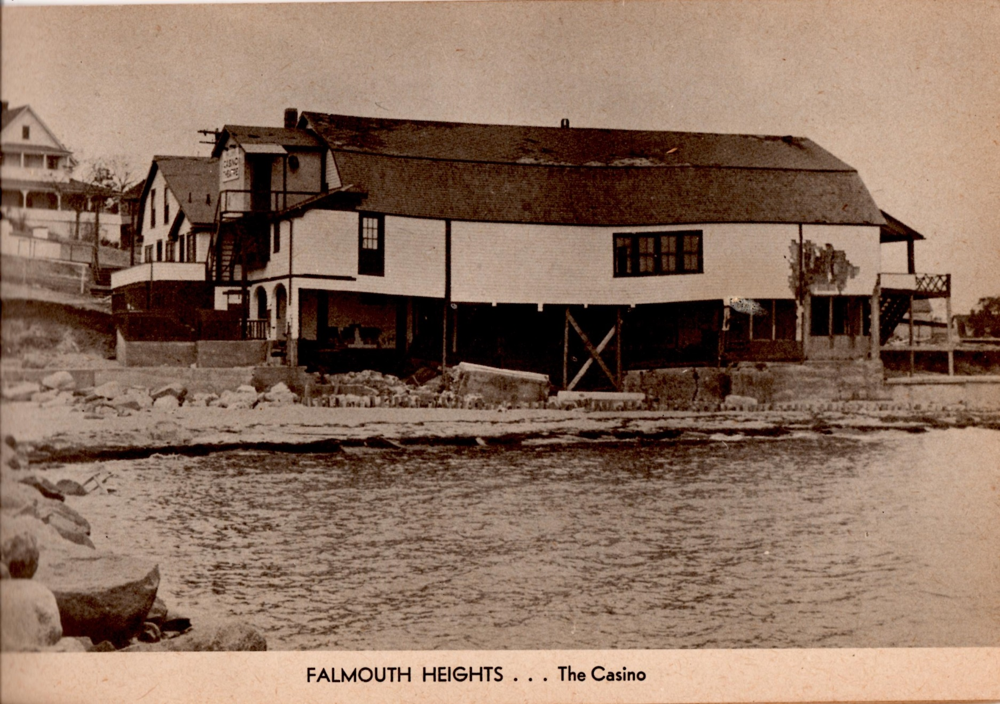 CASINO
THEATRE
FALMOUTH HEIGHTS . . . The Casino